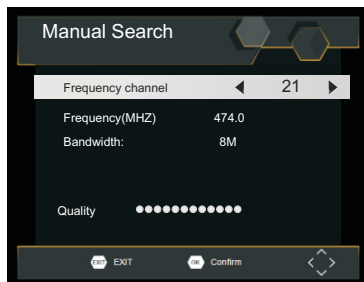 Manual Search
Frequency channel 21
Frequency(MHZ) 474.0
Bandwidth: 8M
Quality
EXIT EXIT OK Confirm